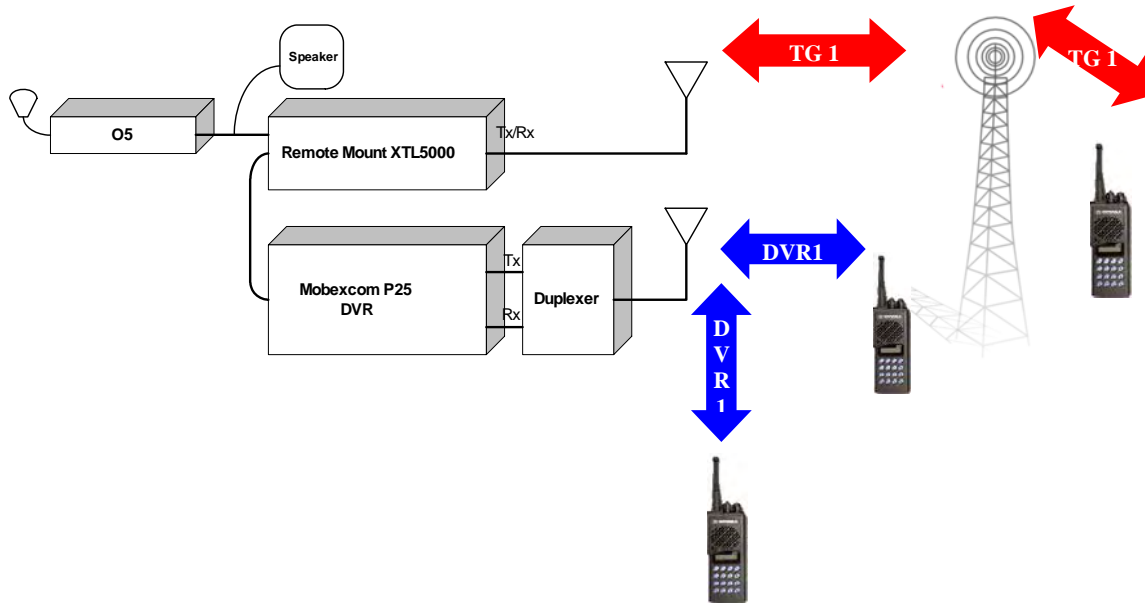 Speaker
TG 1
TG 1
O5
Tx/Rx
Remote Mount XTL5000
DVR1
Tx
Mobexcom P25
DVR
Duplexer
Rx
D
V
R
1